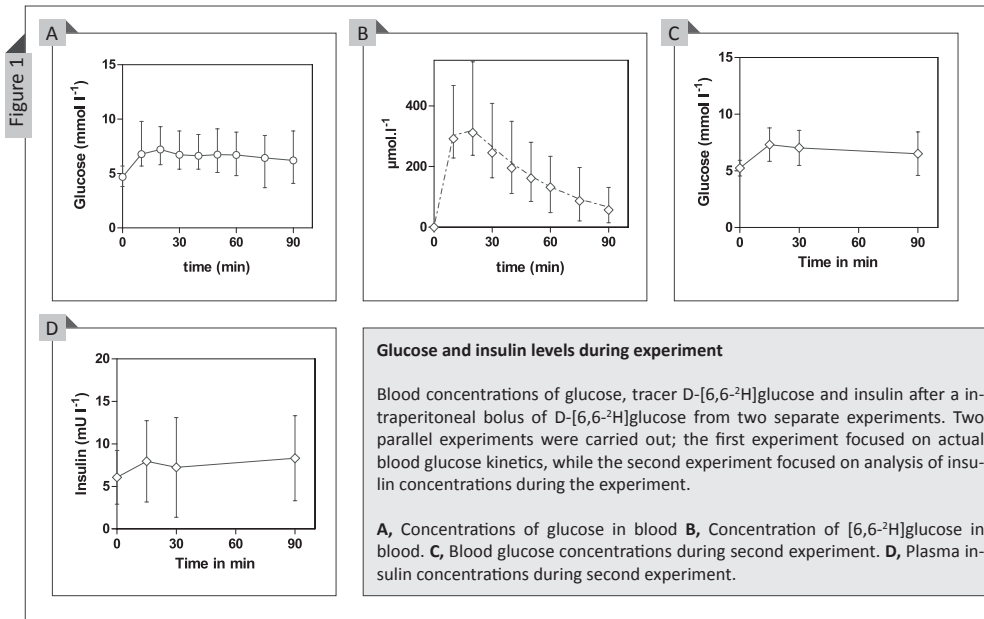 Figure 1
A
Glucose (mmol l⁻¹)
15
10
5
0
0 30 60 90
time (min)
B
µmol.l⁻¹
400
200
0
0 30 60 90
time (min)
C
Glucose (mmol l⁻¹)
15
10
5
0
0 30 60 90
Time in min
D
Insulin (mU l⁻¹)
20
15
10
5
0
0 30 60 90
Time in min
Glucose and insulin levels during experiment
Blood concentrations of glucose, tracer D-[6,6-²H]glucose and insulin after a in-
traperitoneal bolus of D-[6,6-²H]glucose from two separate experiments. Two
parallel experiments were carried out; the first experiment focused on actual
blood glucose kinetics, while the second experiment focused on analysis of insu-
lin concentrations during the experiment.
A, Concentrations of glucose in blood B, Concentration of [6,6-²H]glucose in
blood. C, Blood glucose concentrations during second experiment. D, Plasma in-
sulin concentrations during second experiment.